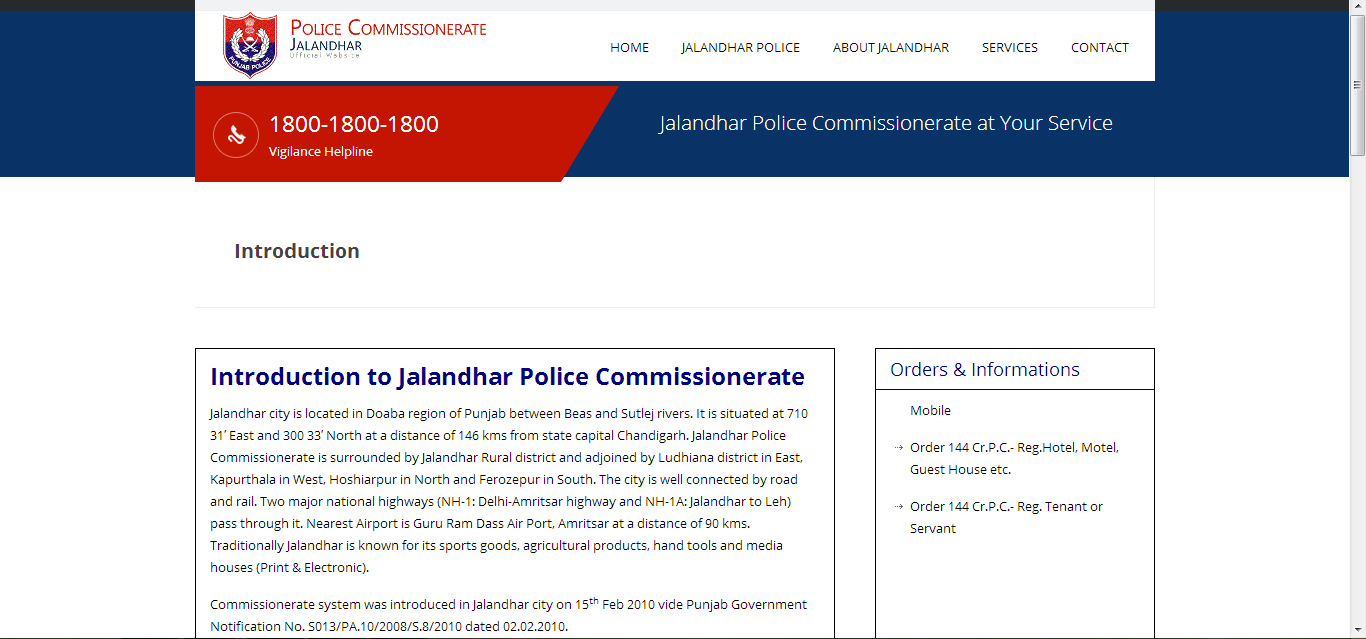 POLICE COMMISSIONERATE
JALANDHAR
Official Website
PUNJAB POLICE
HOME
JALANDHAR POLICE
ABOUT JALANDHAR
SERVICES
CONTACT
1800-1800-1800
Vigilance Helpline
Jalandhar Police Commissionerate at Your Service
Introduction
Introduction to Jalandhar Police Commissionerate
Jalandhar city is located in Doaba region of Punjab between Beas and Sutlej rivers. It is situated at 710
31′ East and 300 33′ North at a distance of 146 kms from state capital Chandigarh. Jalandhar Police
Commissionerate is surrounded by Jalandhar Rural district and adjoined by Ludhiana district in East,
Kapurthala in West, Hoshiarpur in North and Ferozepur in South. The city is well connected by road
and rail. Two major national highways (NH-1: Delhi-Amritsar highway and NH-1A: Jalandhar to Leh)
pass through it. Nearest Airport is Guru Ram Dass Air Port, Amritsar at a distance of 90 kms.
Traditionally Jalandhar is known for its sports goods, agricultural products, hand tools and media
houses (Print & Electronic).
Commissionerate system was introduced in Jalandhar city on 15th Feb 2010 vide Punjab Government
Notification No. S013/PA.10/2008/S.8/2010 dated 02.02.2010.
Orders & Informations
Mobile
Order 144 Cr.P.C.- Reg.Hotel, Motel,
Guest House etc.
Order 144 Cr.P.C.- Reg. Tenant or
Servant